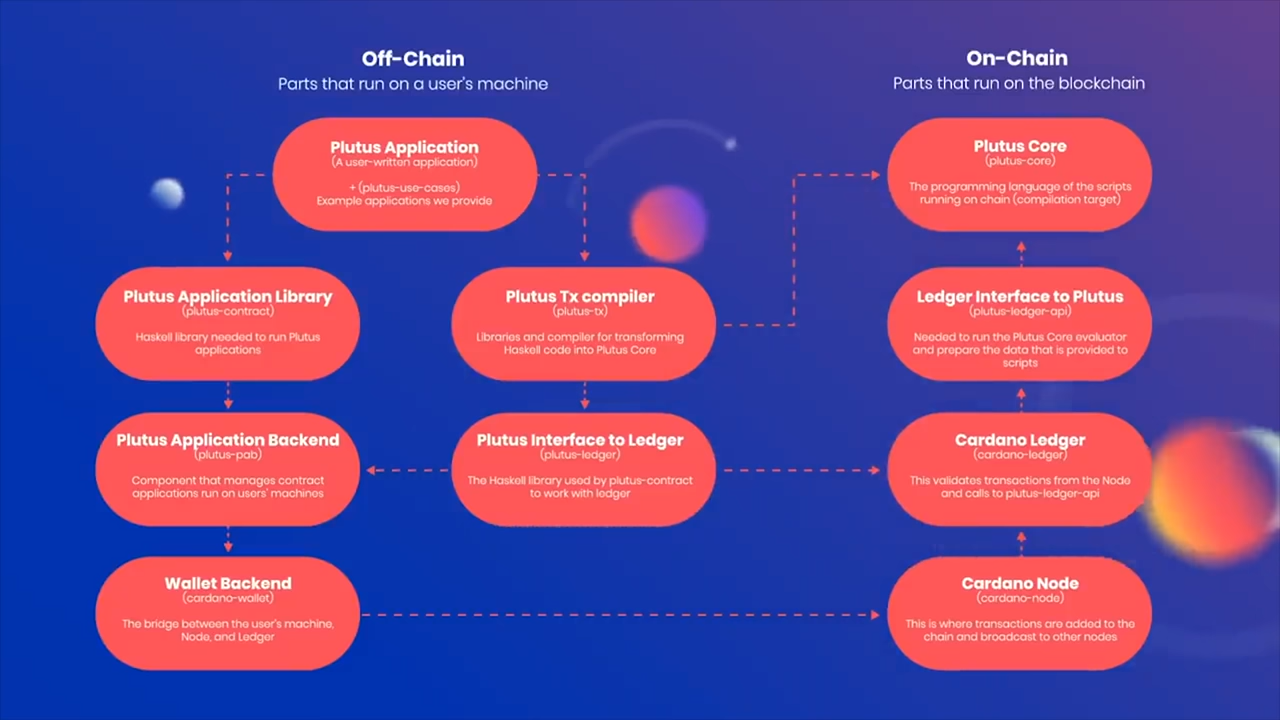 Off-Chain
Parts that run on a user's machine
On-Chain
Parts that run on the blockchain
Plutus Application
(A user-written application)
+ (plutus-use-cases)
Example applications we provide
Plutus Core
(plutus-core)
The programming language of the scripts
running on chain (compilation target)
Plutus Application Library
(plutus-contract)
Haskell library needed to run Plutus
applications
Plutus Tx compiler
(plutus-tx)
Libraries and compiler for transforming
Haskell code into Plutus Core
Ledger Interface to Plutus
(plutus-ledger-api)
Needed to run the Plutus Core evaluator
and prepare the data that is provided to
scripts
Plutus Application Backend
(plutus-pab)
Component that manages contract
applications run on users' machines
Plutus Interface to Ledger
(plutus-ledger)
The Haskell library used by plutus-contract
to work with ledger
Cardano Ledger
(cardano-ledger)
This validates transactions from the Node
and calls to plutus-ledger-api
Wallet Backend
(cardano-wallet)
The bridge between the user's machine,
Node, and Ledger
Cardano Node
(cardano-node)
This is where transactions are added to the
chain and broadcast to other nodes